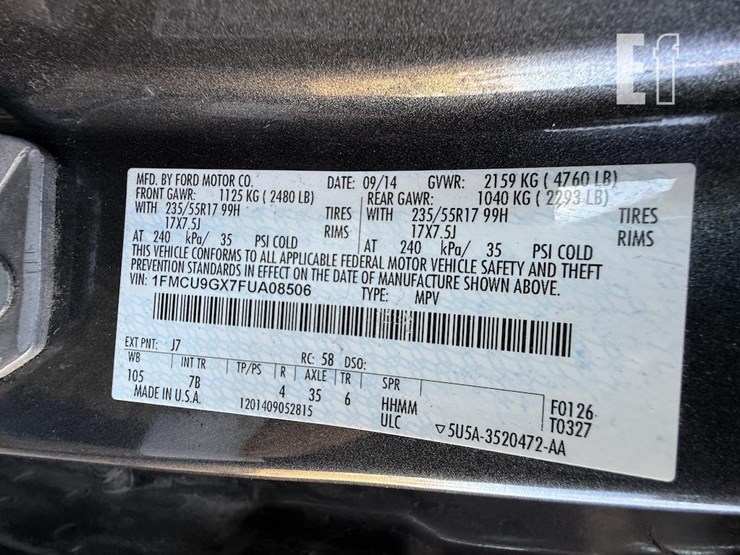 Ef
MFD. BY FORD MOTOR CO. DATE: 09/14 GVWR: 2159 KG ( 4760 LB)
FRONT GAWR: 1125 KG ( 2480 LB) REAR GAWR: 1040 KG ( 2293 LB)
WITH 235/55R17 99H TIRES WITH 235/55R17 99H TIRES
17X7.5J RIMS 17X7.5J RIMS
AT 240 kPa/ 35 PSI COLD AT 240 kPa/ 35 PSI COLD
THIS VEHICLE CONFORMS TO ALL APPLICABLE FEDERAL MOTOR VEHICLE SAFETY AND THEFT
PREVENTION STANDARDS IN EFFECT ON THE DATE OF MANUFACTURE SHOWN ABOVE.
VIN: 1FMCU9GX7FUA08506 TYPE: MPV
EXT PNT: J7 RC: 58 DSO:
WB INT TR TP/PS R AXLE TR SPR
105 7B 4 35 6 HHMM F0126
MADE IN U.S.A. 1201409052815 ULC T0327
▽5U5A-3520472-AA